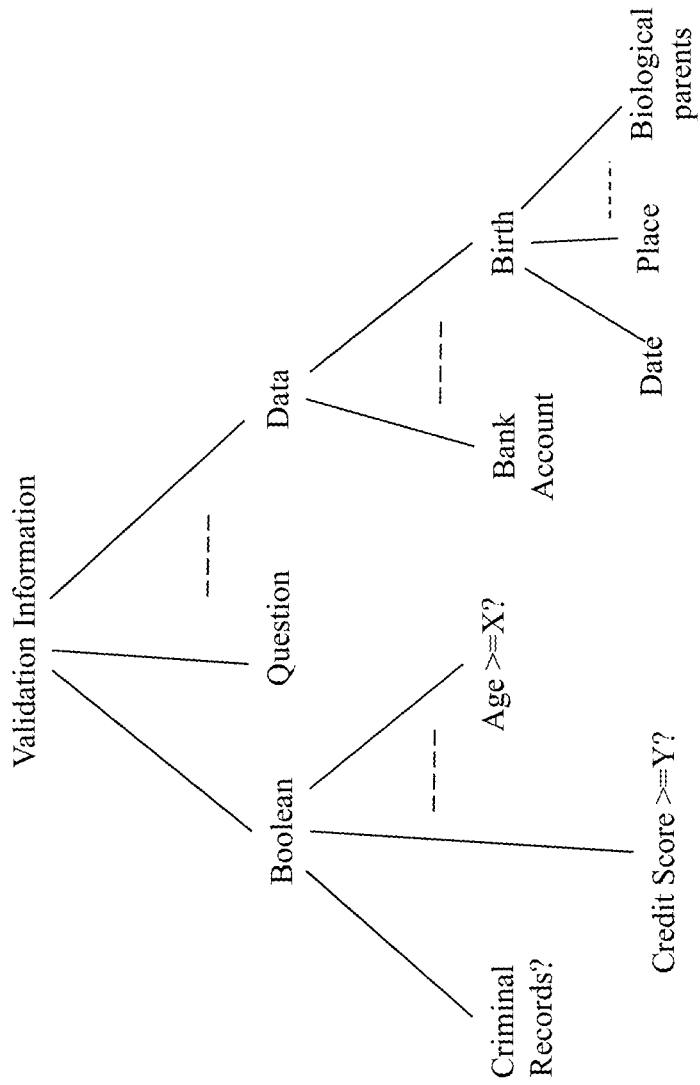 Validation Information
Boolean
Question
Data
Criminal
Records?
Credit Score >=Y?
Age >=X?
Bank
Account
Birth
Date
Place
Biological
parents